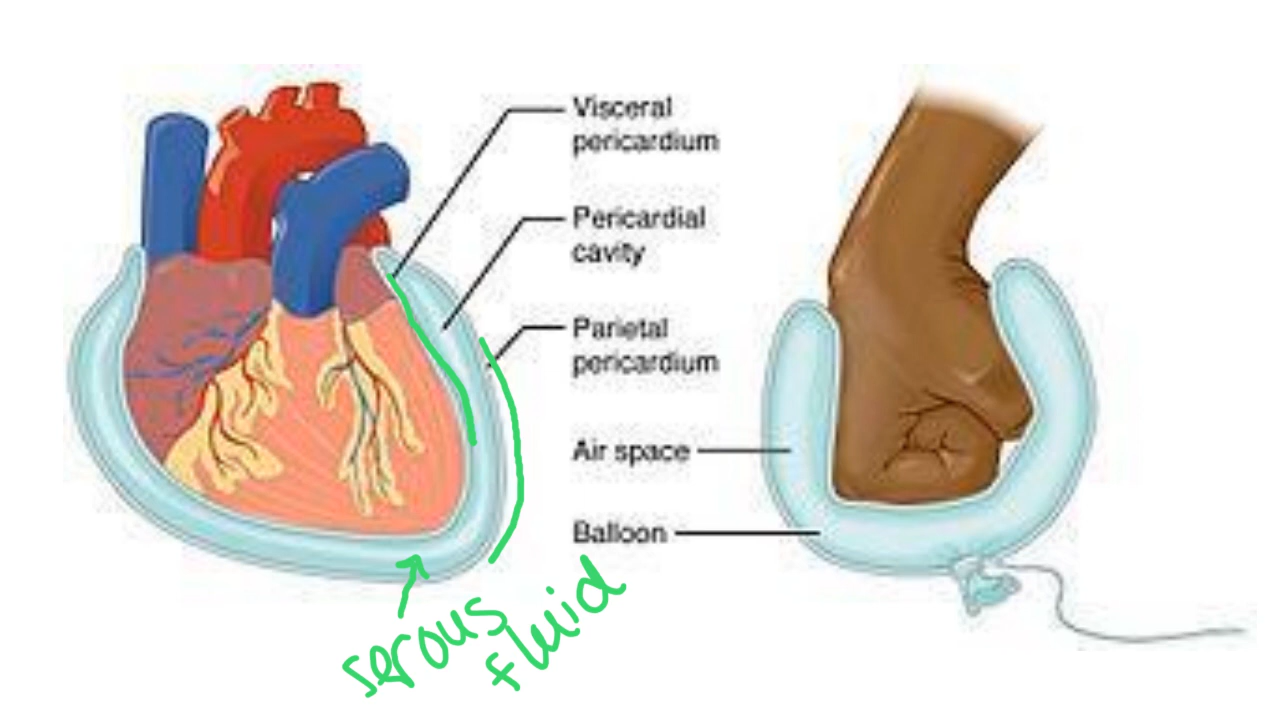 Visceral
pericardium
Pericardial
cavity
Parietal
pericardium
Air space
Balloon
serous
fluid